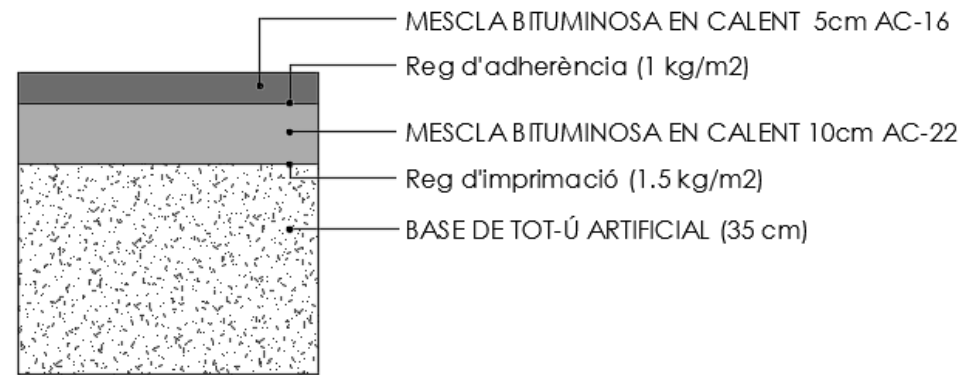 MESCLA BITUMINOSA EN CALENT 5cm AC-16
Reg d'adherència (1 kg/m2)
MESCLA BITUMINOSA EN CALENT 10cm AC-22
Reg d'imprimació (1.5 kg/m2)
BASE DE TOT-Ú ARTIFICIAL (35 cm)